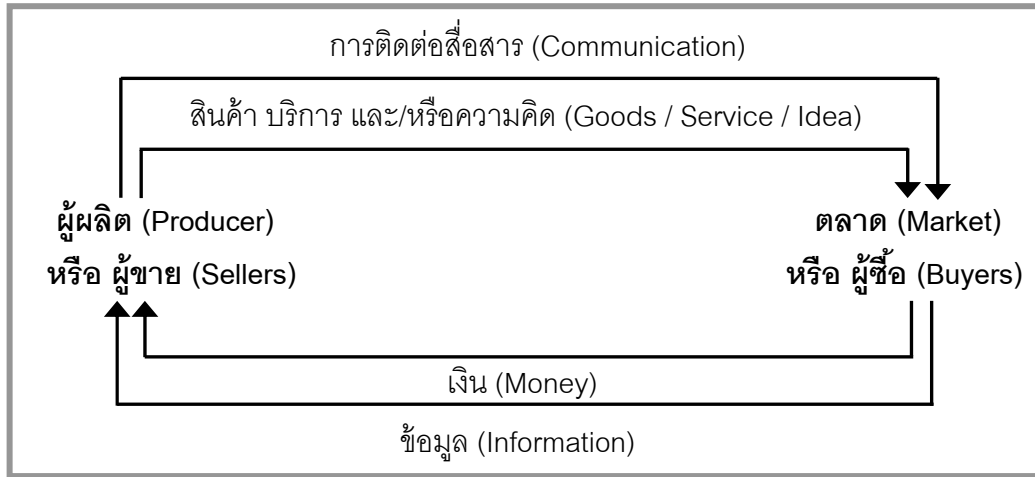 การติดต่อสื่อสาร (Communication)
สินค้า บริการ และ/หรือความคิด (Goods / Service / Idea)
ผู้ผลิต (Producer)
หรือ ผู้ขาย (Sellers)
ตลาด (Market)
หรือ ผู้ซื้อ (Buyers)
เงิน (Money)
ข้อมูล (Information)